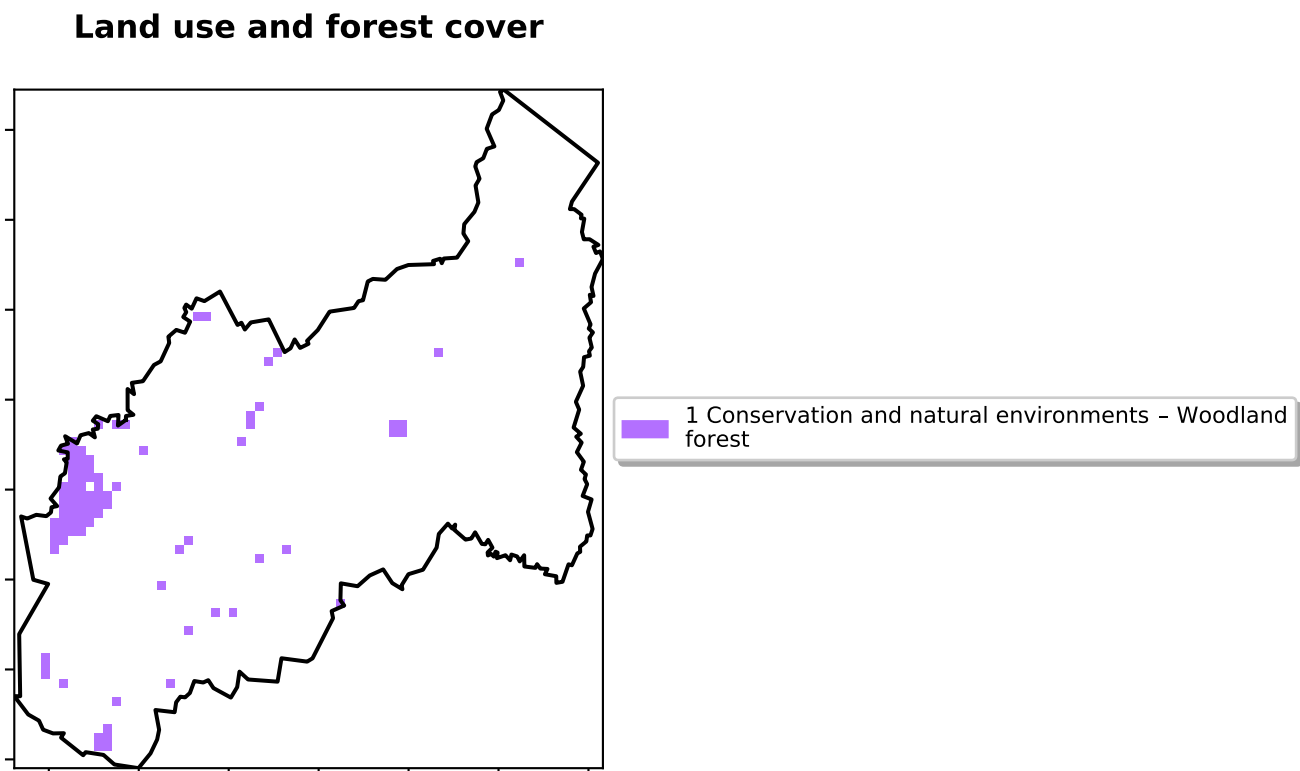 Land use and forest cover
1 Conservation and natural environments – Woodland
forest